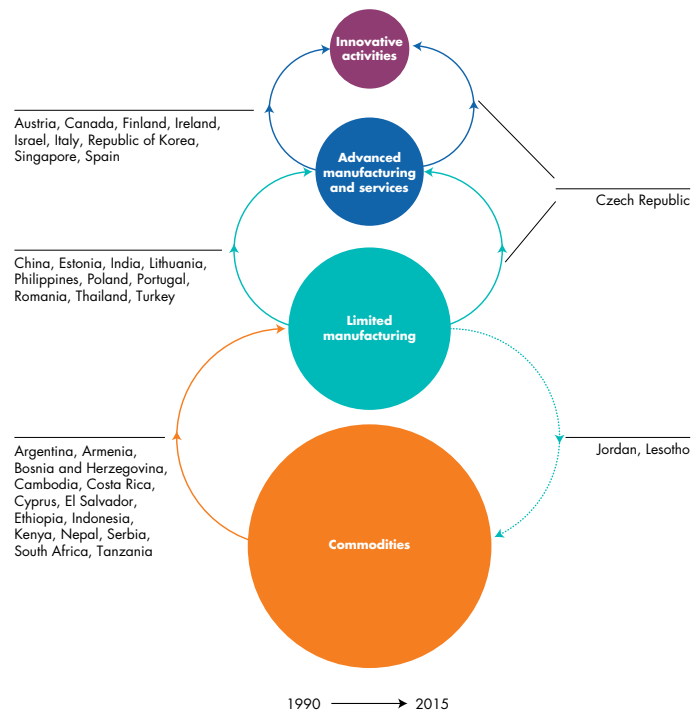 Innovative
activities
Austria, Canada, Finland, Ireland,
Israel, Italy, Republic of Korea,
Singapore, Spain
Advanced
manufacturing
and services
Czech Republic
China, Estonia, India, Lithuania,
Philippines, Poland, Portugal,
Romania, Thailand, Turkey
Limited
manufacturing
Argentina, Armenia,
Bosnia and Herzegovina,
Cambodia, Costa Rica,
Cyprus, El Salvador,
Ethiopia, Indonesia,
Kenya, Nepal, Serbia,
South Africa, Tanzania
Jordan, Lesotho
Commodities
1990 2015